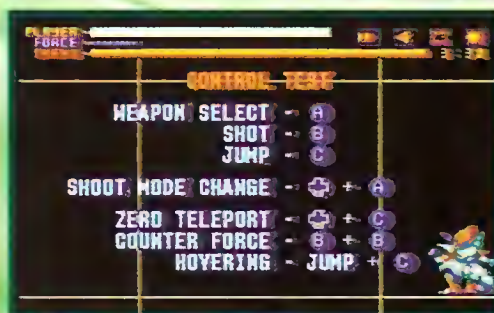 PLAYER
FORCE
CONTROL TEST
WEAPON SELECT - A
SHOT - B
JUMP - C
SHOOT MODE CHANGE - + A
ZERO TELEPORT - + C
COUNTER FORCE - B + B
HOVERING - JUMP + C